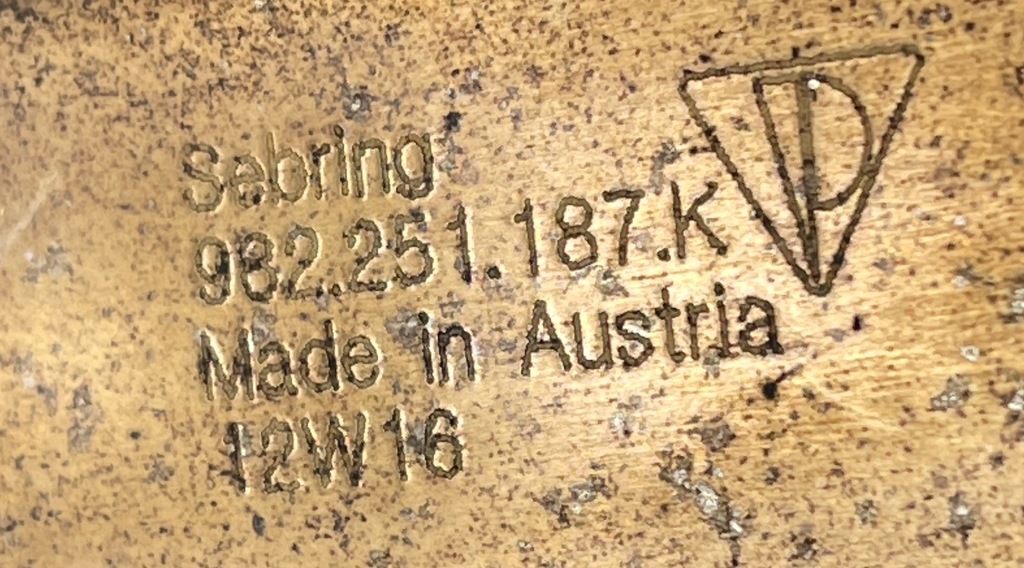 Sebring
982.251.187.K
Made in Austria
12W16